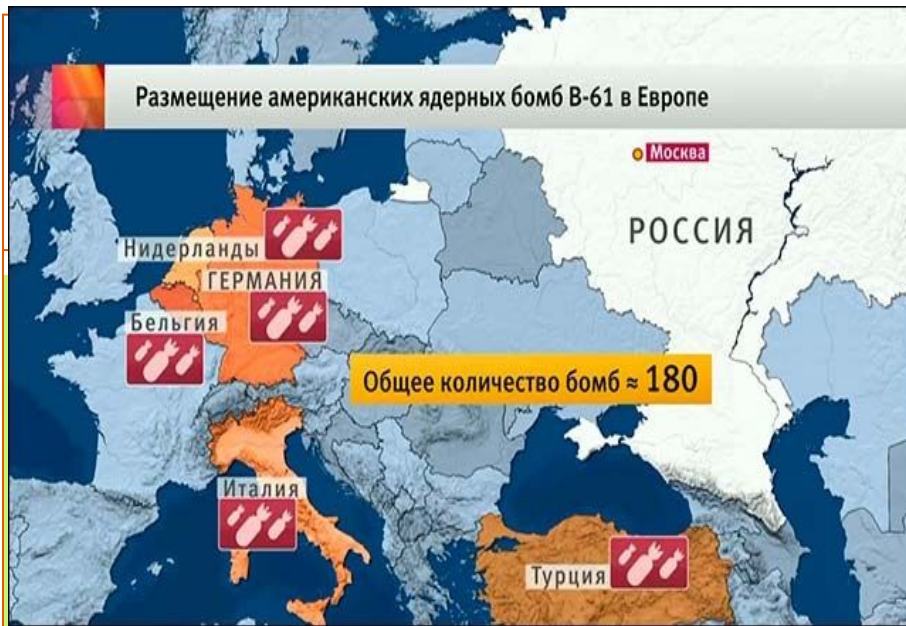 Размещение американских ядерных бомб В-61 в Европе
Москва
РОССИЯ
Нидерланды
ГЕРМАНИЯ
Бельгия
Общее количество бомб ≈ 180
Италия
Турция